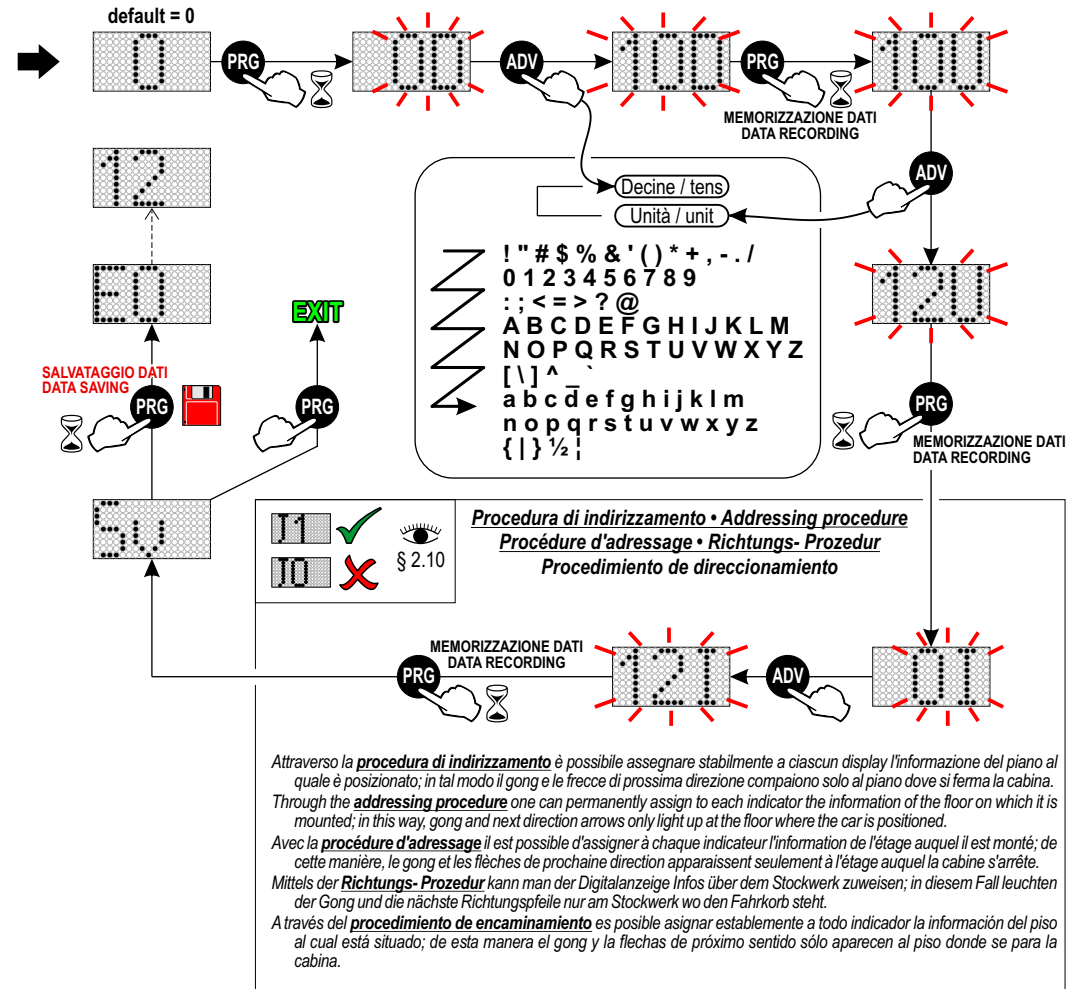 default = 0
0
PRG
0D
ADV
10D
PRG
10U
MEMORIZZAZIONE DATI
DATA RECORDING
12
ADV
Decine / tens
Unità / unit
! " # $ % & ' ( ) * + , - . /
0 1 2 3 4 5 6 7 8 9
: ; < = > ? @
A B C D E F G H I J K L M
N O P Q R S T U V W X Y Z
[ \ ] ^ _ `
a b c d e f g h i j k l m
n o p q r s t u v w x y z
{ | } ½ ¦
E0
EXIT
12U
SALVATAGGIO DATI
DATA SAVING
PRG
PRG
PRG
MEMORIZZAZIONE DATI
DATA RECORDING
Sv
J1
J0
§ 2.10
Procedura di indirizzamento • Addressing procedure
Procédure d'adressage • Richtungs- Prozedur
Procedimiento de direccionamiento
MEMORIZZAZIONE DATI
DATA RECORDING
PRG
12I
ADV
0I
Attraverso la procedura di indirizzamento è possibile assegnare stabilmente a ciascun display l'informazione del piano al
quale è posizionato; in tal modo il gong e le frecce di prossima direzione compaiono solo al piano dove si ferma la cabina.
Through the addressing procedure one can permanently assign to each indicator the information of the floor on which it is
mounted; in this way, gong and next direction arrows only light up at the floor where the car is positioned.
Avec la procédure d'adressage il est possible d'assigner à chaque indicateur l'information de l'étage auquel il est monté; de
cette manière, le gong et les flèches de prochaine direction apparaissent seulement à l'étage auquel la cabine s'arrête.
Mittels der Richtungs- Prozedur kann man der Digitalanzeige Infos über dem Stockwerk zuweisen; in diesem Fall leuchten
der Gong und die nächste Richtungspfeile nur am Stockwerk wo den Fahrkorb steht.
A través del procedimiento de encaminamiento es posible asignar establemente a todo indicador la información del piso
al cual está situado; de esta manera el gong y la flechas de próximo sentido sólo aparecen al piso donde se para la
cabina.